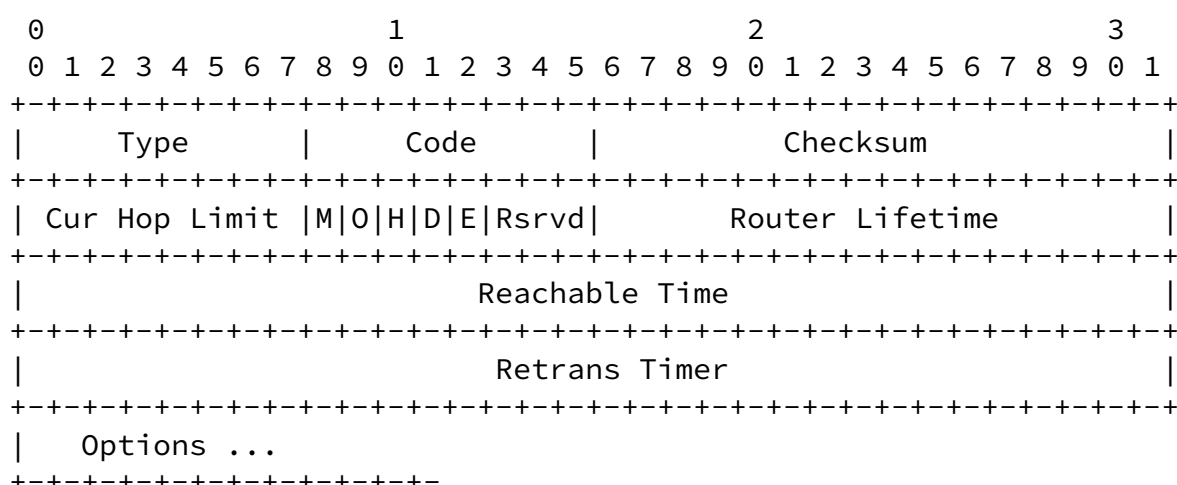 0                   1                   2                   3
 0 1 2 3 4 5 6 7 8 9 0 1 2 3 4 5 6 7 8 9 0 1 2 3 4 5 6 7 8 9 0 1
+-+-+-+-+-+-+-+-+-+-+-+-+-+-+-+-+-+-+-+-+-+-+-+-+-+-+-+-+-+-+-+-+
|     Type      |     Code      |          Checksum             |
+-+-+-+-+-+-+-+-+-+-+-+-+-+-+-+-+-+-+-+-+-+-+-+-+-+-+-+-+-+-+-+-+
| Cur Hop Limit |M|O|H|D|E|Rsrvd|       Router Lifetime         |
+-+-+-+-+-+-+-+-+-+-+-+-+-+-+-+-+-+-+-+-+-+-+-+-+-+-+-+-+-+-+-+-+
|                         Reachable Time                        |
+-+-+-+-+-+-+-+-+-+-+-+-+-+-+-+-+-+-+-+-+-+-+-+-+-+-+-+-+-+-+-+-+
|                          Retrans Timer                        |
+-+-+-+-+-+-+-+-+-+-+-+-+-+-+-+-+-+-+-+-+-+-+-+-+-+-+-+-+-+-+-+-+
|   Options ...
+-+-+-+-+-+-+-+-+-+-+-+-